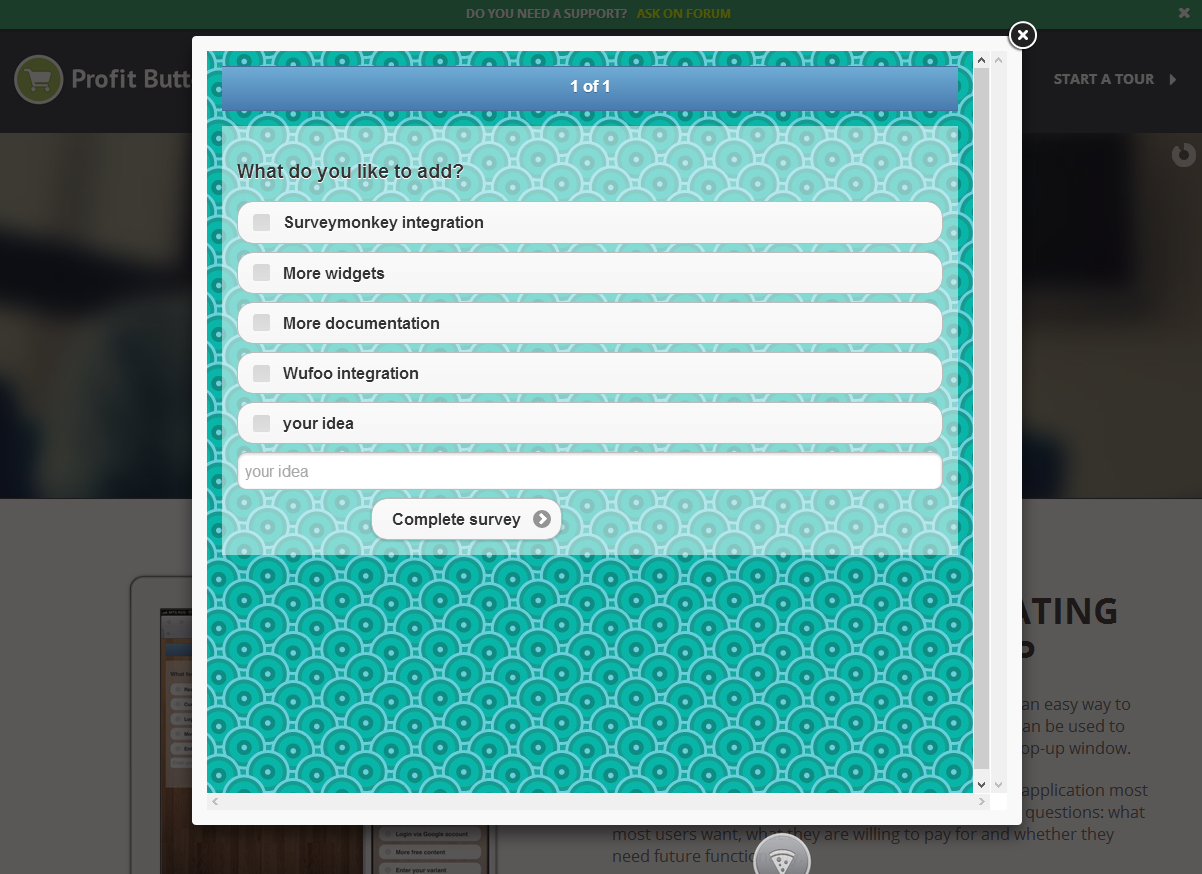 DO YOU NEED A SUPPORT? ASK ON FORUM
Profit Butt
START A TOUR
1 of 1
What do you like to add?
Surveymonkey integration
More widgets
More documentation
Wufoo integration
your idea
your idea
Complete survey
ATING
P
an easy way to
an be used to
op-up window.
application most
questions: what
most users want, what they are willing to pay for and whether they
need future functio
Login via Google account
More free content
Enter your variant